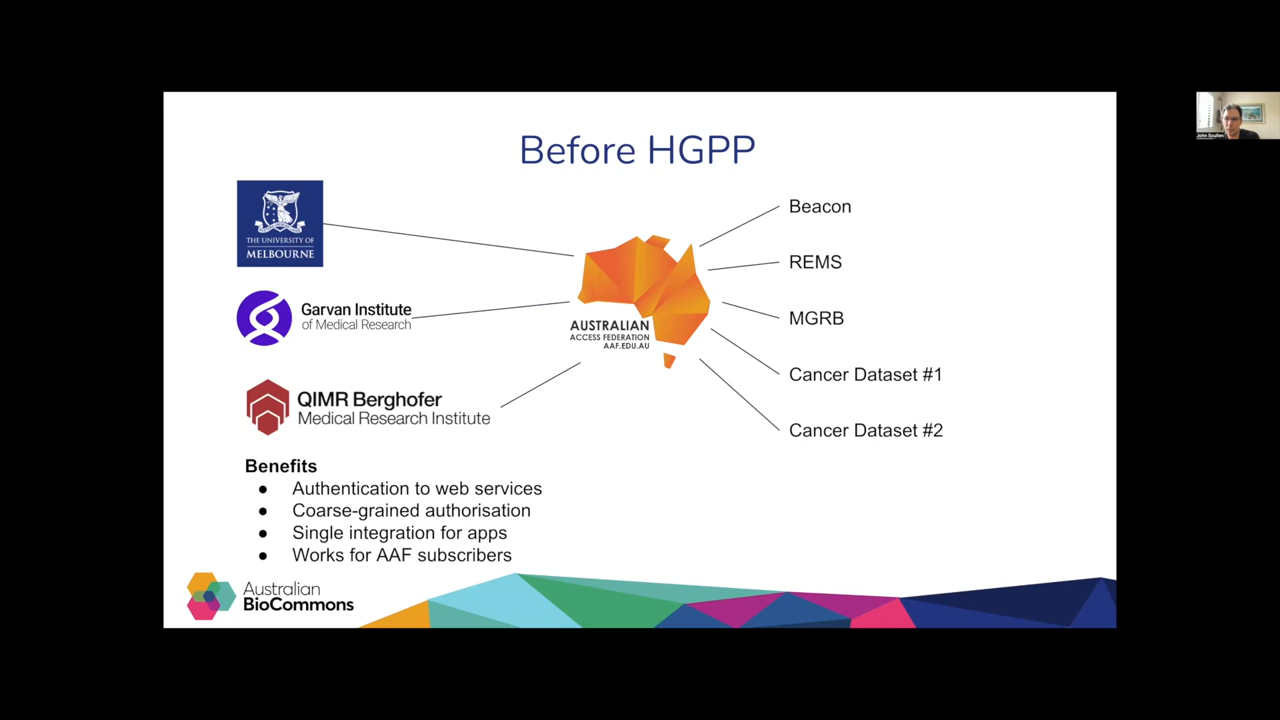 Before HGPP
THE UNIVERSITY OF
MELBOURNE
Garvan Institute
of Medical Research
QIMR Berghofer
Medical Research Institute
AUSTRALIAN
ACCESS FEDERATION
AAF.EDU.AU
Beacon
REMS
MGRB
Cancer Dataset #1
Cancer Dataset #2
Benefits
● Authentication to web services
● Coarse-grained authorisation
● Single integration for apps
● Works for AAF subscribers
Australian
BioCommons
John Scullen